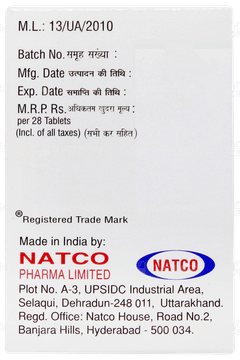 M.L.: 13/UA/2010
Batch No. समूह संख्या :
Mfg. Date उत्पादन की तिथि :
Exp. Date समाप्ति की तिथि :
M.R.P. Rs. अधिकतम खुदरा मूल्य :
per 28 Tablets
(Incl. of all taxes) (सभी कर सहित)
®Registered Trade Mark
Made in India by:
NATCO
PHARMA LIMITED
NATCO
Plot No. A-3, UPSIDC Industrial Area,
Selaqui, Dehradun-248 011, Uttarakhand.
Regd. Office: Natco House, Road No.2,
Banjara Hills, Hyderabad - 500 034.